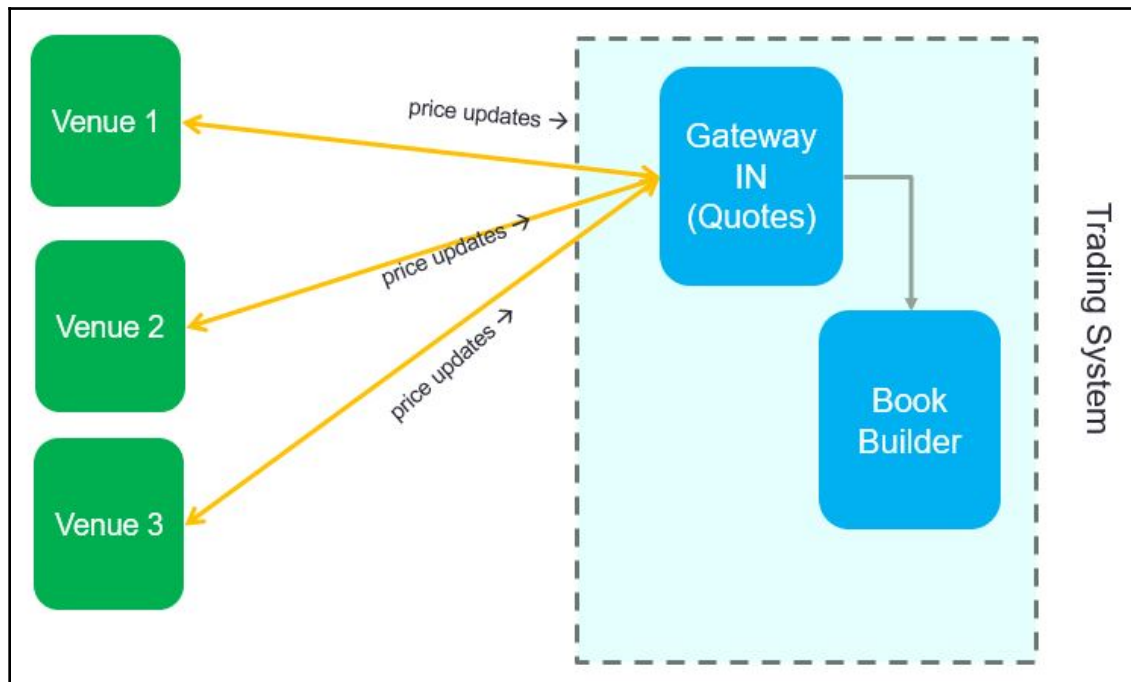 Venue 1
Venue 2
Venue 3
price updates →
price updates →
price updates →
Gateway
IN
(Quotes)
Book
Builder
Trading System